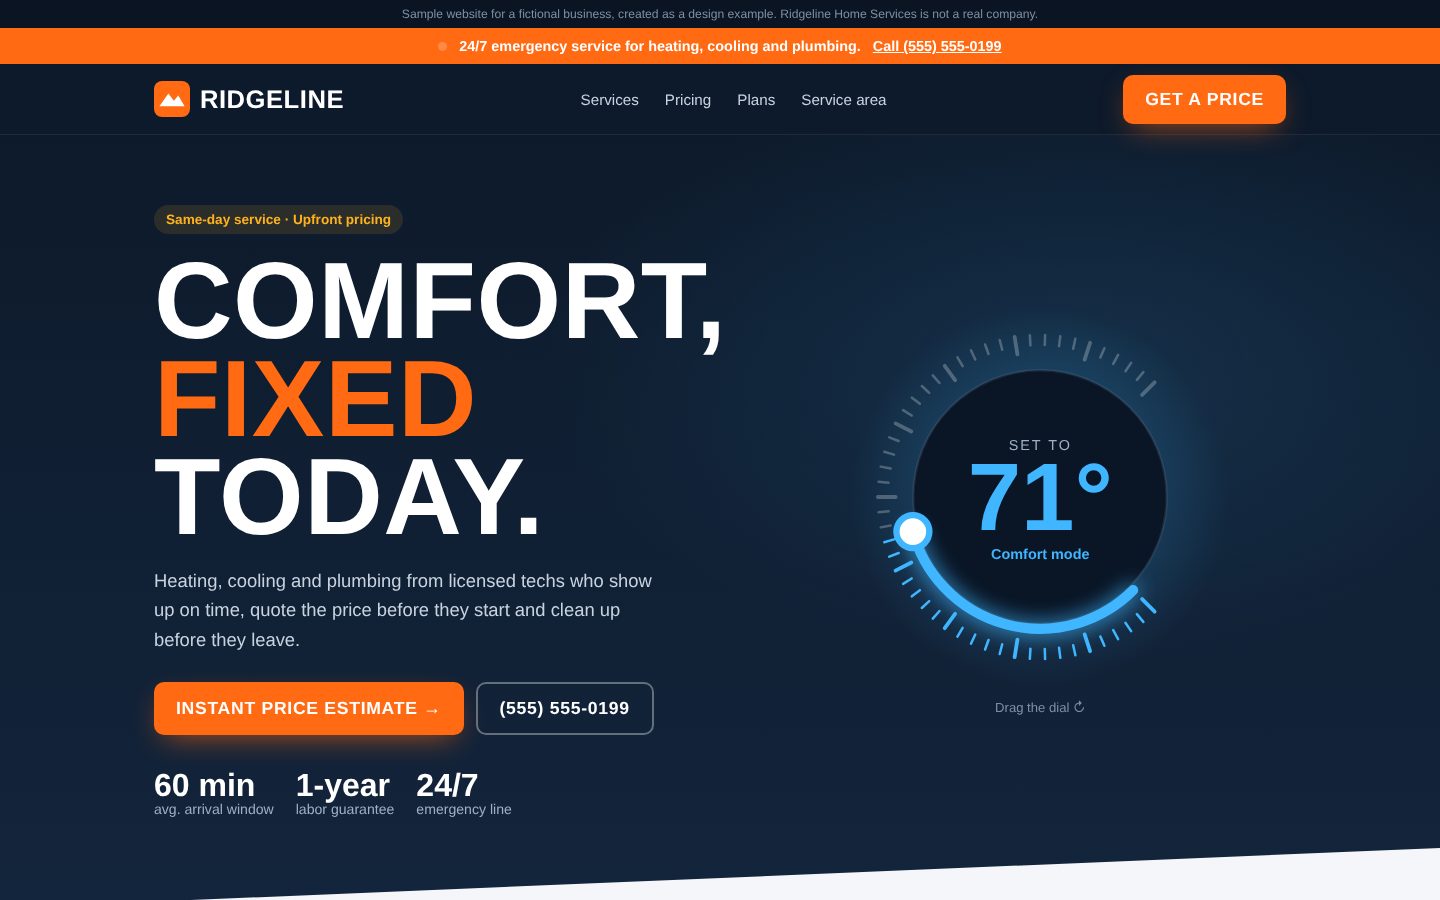 Sample website for a fictional business, created as a design example. Ridgeline Home Services is not a real company.
24/7 emergency service for heating, cooling and plumbing. Call (555) 555-0199
RIDGELINE
Services Pricing Plans Service area
GET A PRICE
Same-day service · Upfront pricing
COMFORT,
FIXED
TODAY.
Heating, cooling and plumbing from licensed techs who show
up on time, quote the price before they start and clean up
before they leave.
INSTANT PRICE ESTIMATE →
(555) 555-0199
60 min
avg. arrival window
1-year
labor guarantee
24/7
emergency line
SET TO
71°
Comfort mode
Drag the dial ↻